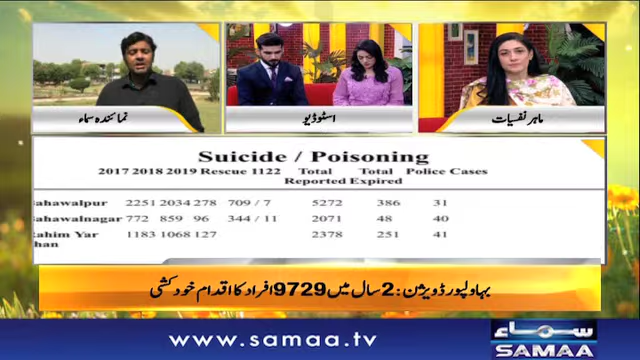 نمائندہ سماء
اسٹوڈیو
ماہر نفسیات
Suicide / Poisoning
2017 2018 2019 Rescue 1122 Total Total Police Cases
Reported Expired
Bahawalpur 2251 2034 278 709 / 7 5272 386 31
Bahawalnagar 772 859 96 344 / 11 2071 48 40
Rahim Yar 1183 1068 127 2378 251 41
Khan
بہاولپور ڈویژن: 2 سال میں 9729 افراد کا اقدام خودکشی
www.samaa.tv
سماء
SAMAA